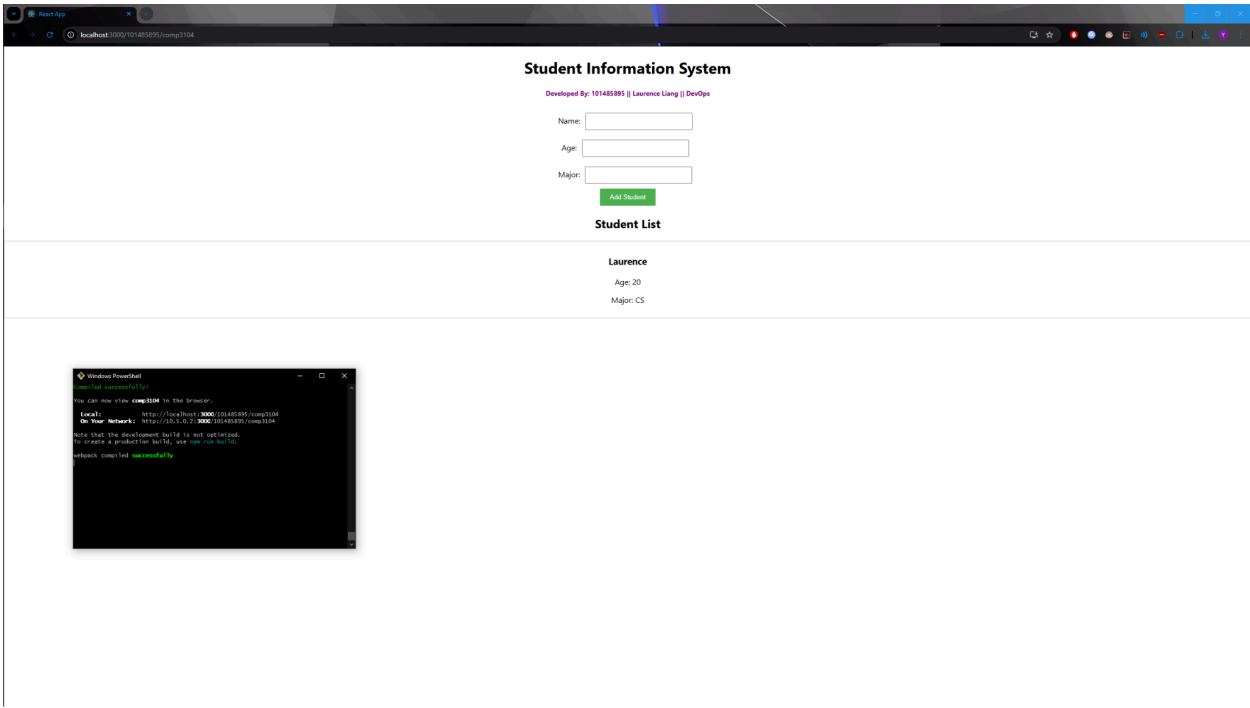 React App
localhost:3000/101485895/comp3104
Student Information System
Developed By: 101485895 || Laurence Liang || DevOps
Name:
Age:
Major:
Add Student
Student List
Laurence
Age: 20
Major: CS
Windows PowerShell
Compiled successfully!
You can now view comp3104 in the browser.
Local: http://localhost:3000/101485895/comp3104
On Your Network: http://10.5.0.2:3000/101485895/comp3104
Note that the development build is not optimized.
To create a production build, use npm run build.
webpack compiled successfully